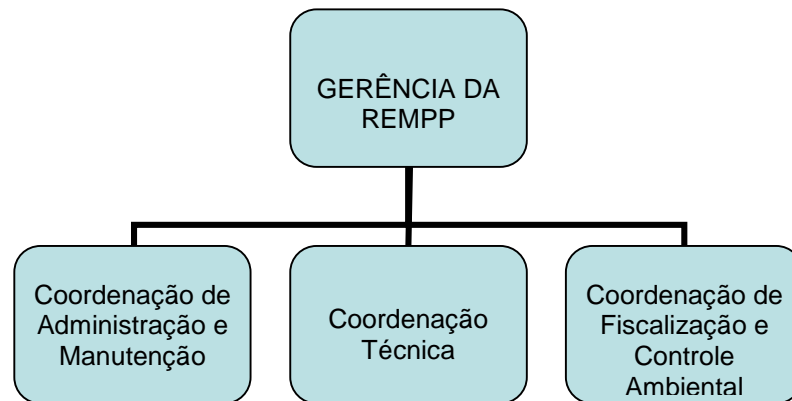 GERÊNCIA DA
REMPP
Coordenação de
Administração e
Manutenção
Coordenação
Técnica
Coordenação de
Fiscalização e
Controle
Ambiental